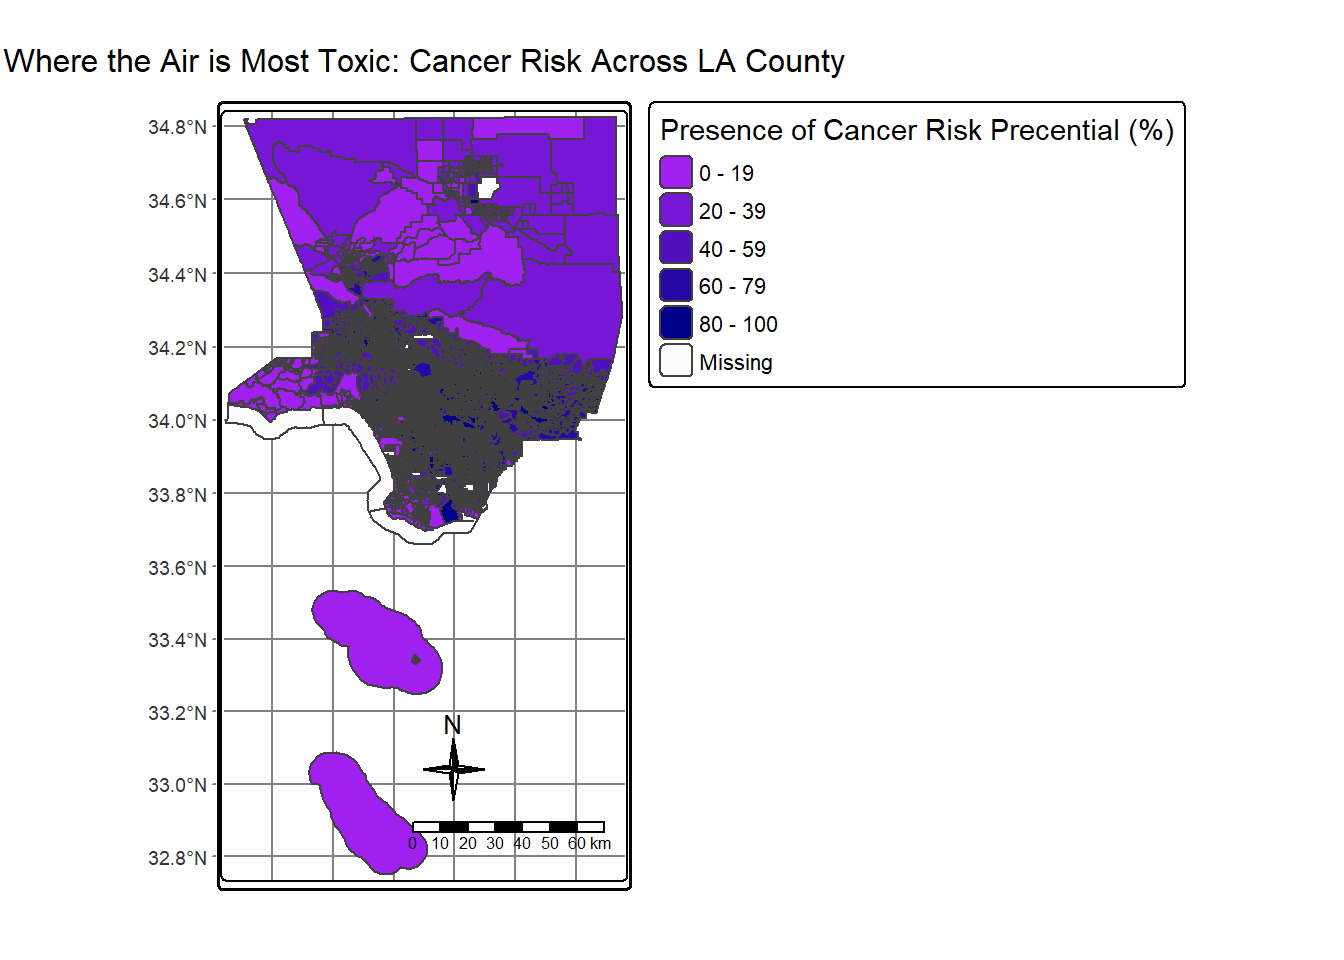 Where the Air is Most Toxic: Cancer Risk Across LA County
Presence of Cancer Risk Precential (%)
0 - 19
20 - 39
40 - 59
60 - 79
80 - 100
Missing
34.8°N
34.6°N
34.4°N
34.2°N
34.0°N
33.8°N
33.6°N
33.4°N
33.2°N
33.0°N
32.8°N
N
0 10 20 30 40 50 60 km